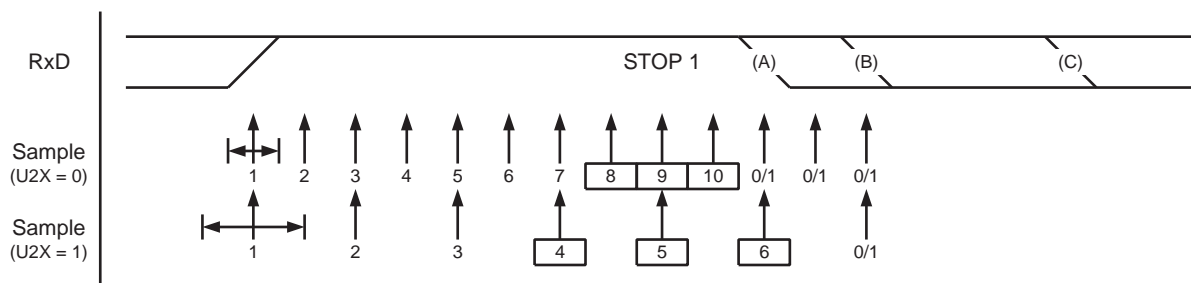 RxD STOP 1 (A) (B) (C)
Sample
(U2X = 0)
1 2 3 4 5 6 7 8 9 10 0/1 0/1 0/1
Sample
(U2X = 1)
1 2 3 4 5 6 0/1